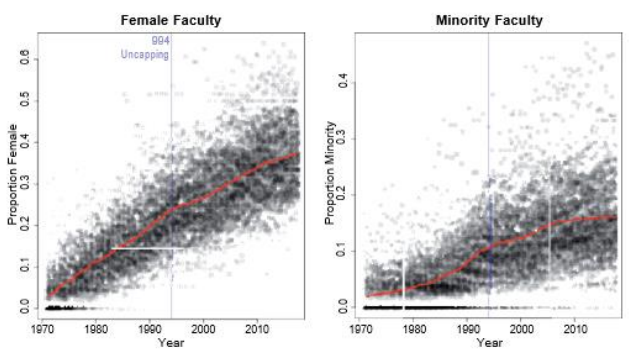 Female Faculty
994
Uncapping
0.6
0.5
0.4
0.3
0.2
0.1
0.0
Proportion Female
1970 1980 1990 2000 2010
Year
Minority Faculty
0.4
0.3
0.2
0.1
0.0
Proportion Minority
1970 1980 1990 2000 2010
Year